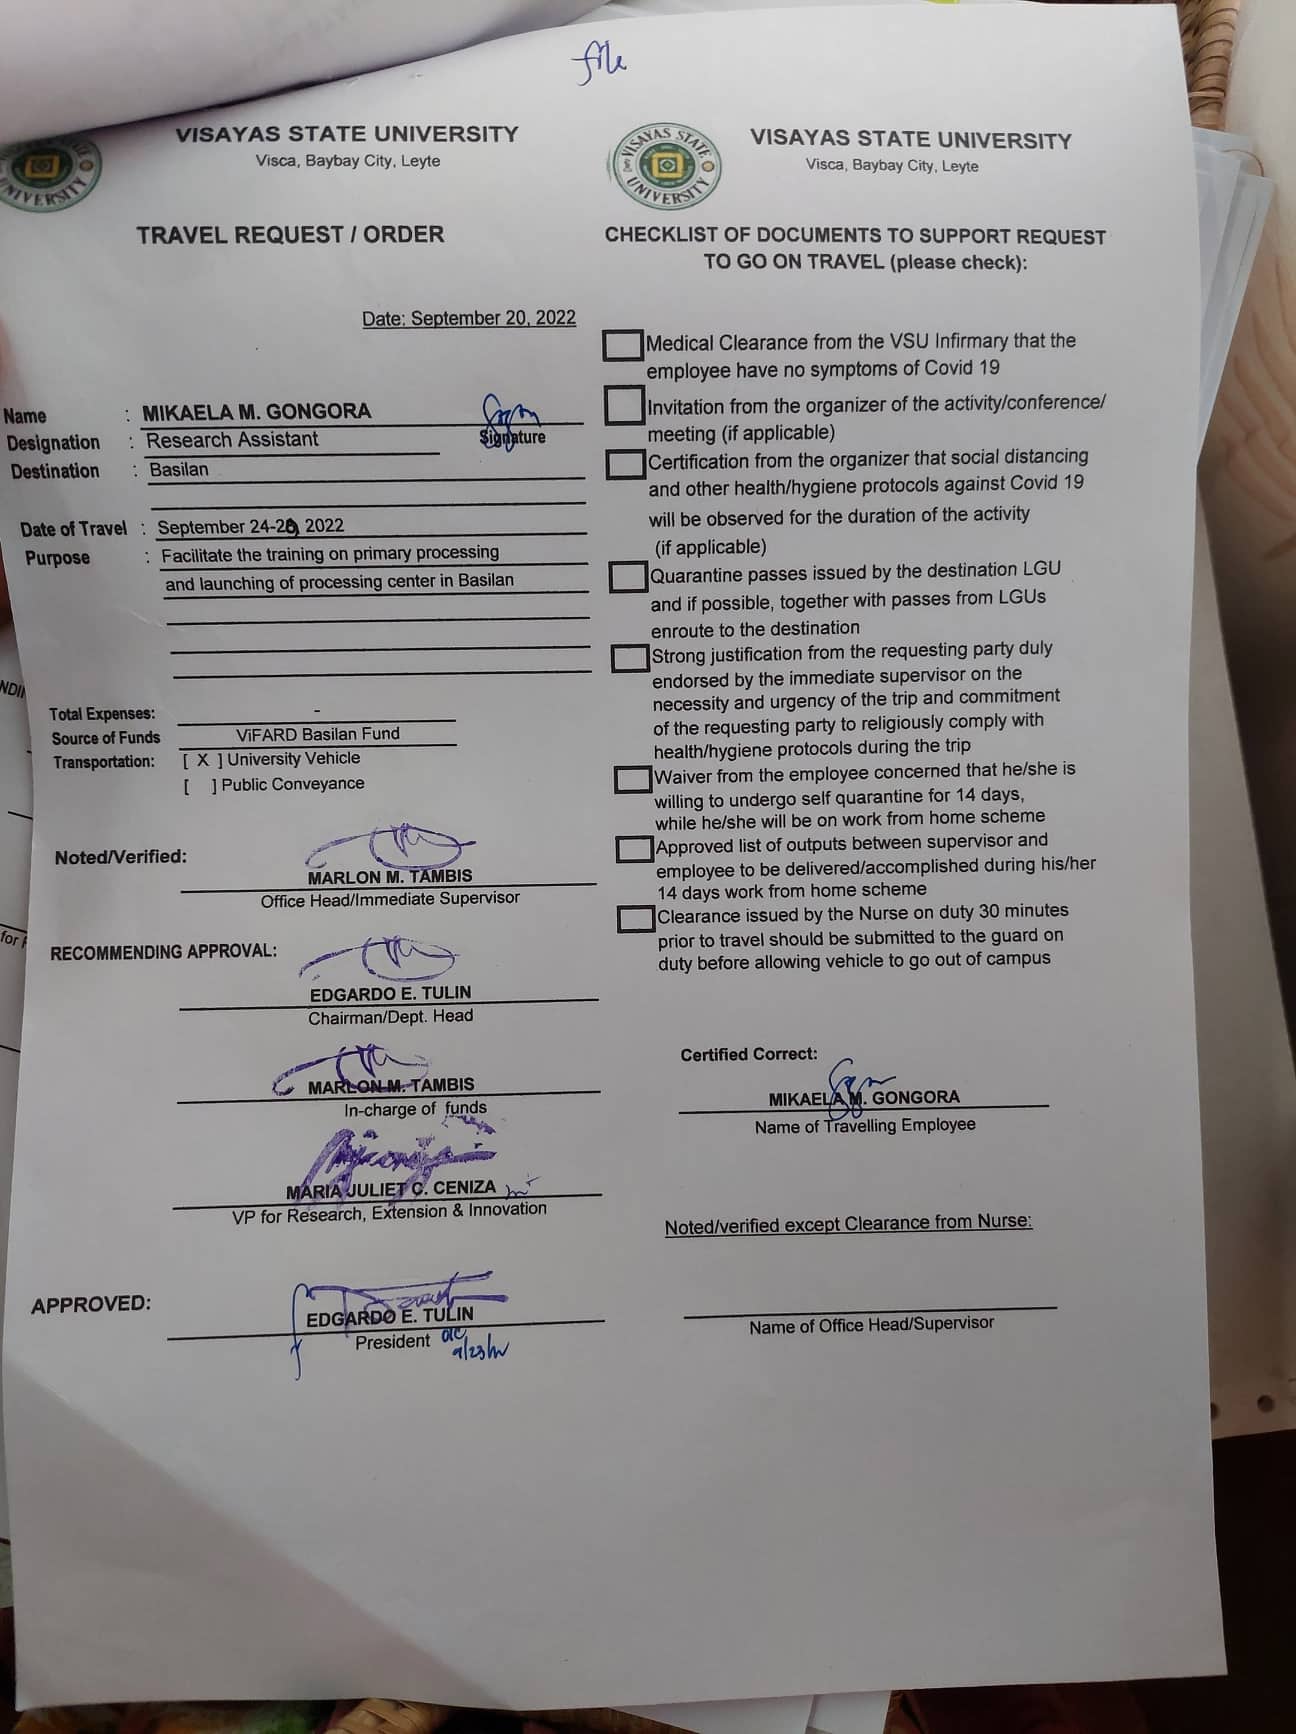 file
VISAYAS STATE UNIVERSITY
Visca, Baybay City, Leyte
TRAVEL REQUEST / ORDER
Date: September 20, 2022
Name : MIKAELA M. GONGORA
Signature
Designation : Research Assistant
Destination : Basilan
Date of Travel : September 24-29, 2022
Purpose : Facilitate the training on primary processing
and launching of processing center in Basilan
Total Expenses: -
Source of Funds ViFARD Basilan Fund
Transportation: [ X ] University Vehicle
[ ] Public Conveyance
Noted/Verified:
MARLON M. TAMBIS
Office Head/Immediate Supervisor
RECOMMENDING APPROVAL:
EDGARDO E. TULIN
Chairman/Dept. Head
MARLON M. TAMBIS
In-charge of funds
MARIA JULIET C. CENIZA
VP for Research, Extension & Innovation
APPROVED:
EDGARDO E. TULIN
President OIC
9/23/22
VISAYAS STATE UNIVERSITY
VISAYAS STATE UNIVERSITY
Visca, Baybay City, Leyte
CHECKLIST OF DOCUMENTS TO SUPPORT REQUEST
TO GO ON TRAVEL (please check):
Medical Clearance from the VSU Infirmary that the
employee have no symptoms of Covid 19
Invitation from the organizer of the activity/conference/
meeting (if applicable)
Certification from the organizer that social distancing
and other health/hygiene protocols against Covid 19
will be observed for the duration of the activity
(if applicable)
Quarantine passes issued by the destination LGU
and if possible, together with passes from LGUs
enroute to the destination
Strong justification from the requesting party duly
endorsed by the immediate supervisor on the
necessity and urgency of the trip and commitment
of the requesting party to religiously comply with
health/hygiene protocols during the trip
Waiver from the employee concerned that he/she is
willing to undergo self quarantine for 14 days,
while he/she will be on work from home scheme
Approved list of outputs between supervisor and
employee to be delivered/accomplished during his/her
14 days work from home scheme
Clearance issued by the Nurse on duty 30 minutes
prior to travel should be submitted to the guard on
duty before allowing vehicle to go out of campus
Certified Correct:
MIKAELA M. GONGORA
Name of Travelling Employee
Noted/verified except Clearance from Nurse:
Name of Office Head/Supervisor